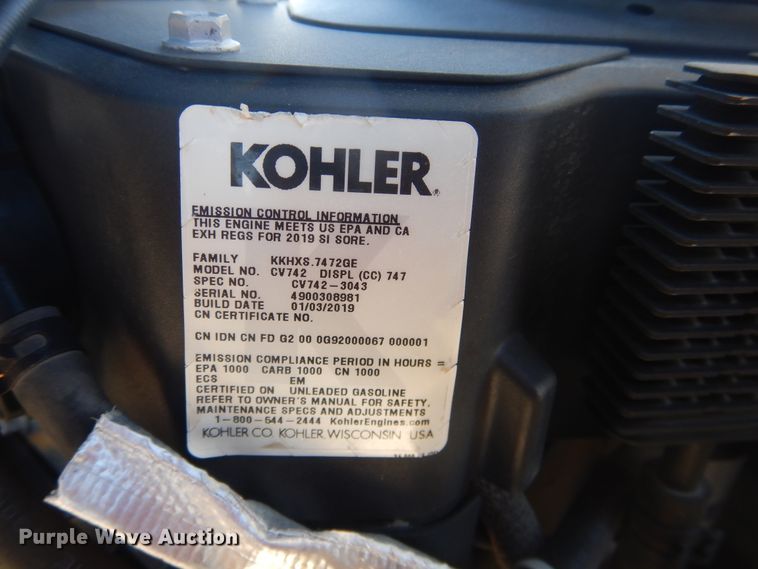 KOHLER®
EMISSION CONTROL INFORMATION
THIS ENGINE MEETS US EPA AND CA
EXH REGS FOR 2019 SI SORE.
FAMILY KKHXS.7472GE
MODEL NO. CV742 DISPL (CC) 747
SPEC NO. CV742-3043
SERIAL NO. 4900308981
BUILD DATE 01/03/2019
CN CERTIFICATE NO.
CN IDN CN FD G2 00 0G92000067 000001
EMISSION COMPLIANCE PERIOD IN HOURS =
EPA 1000 CARB 1000 CN 1000
ECS EM
CERTIFIED ON UNLEADED GASOLINE
REFER TO OWNER'S MANUAL FOR SAFETY,
MAINTENANCE SPECS AND ADJUSTMENTS
1-800-544-2444 KohlerEngines.com
KOHLER CO. KOHLER, WISCONSIN USA
Purple Wave Auction